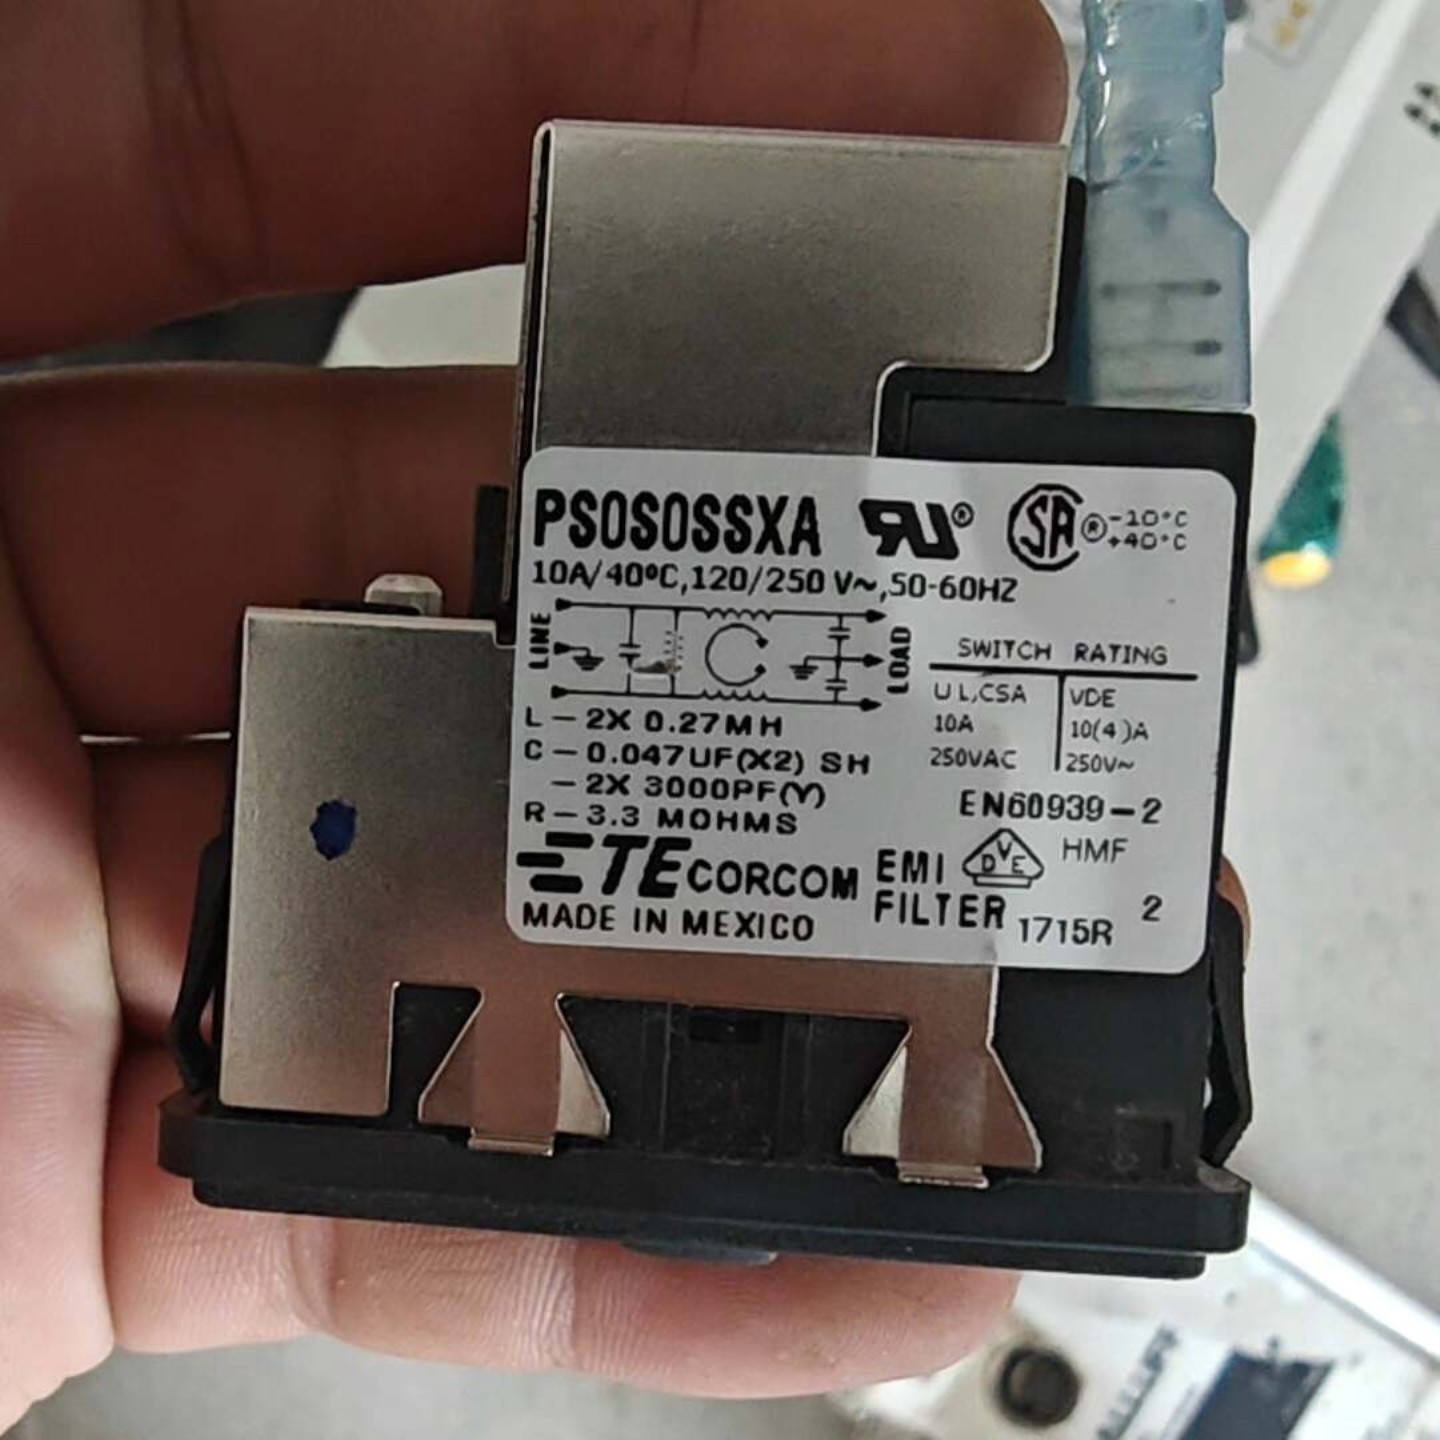 PS0S0SSXA
-10°C
+40°C
10A/40ºC,120/250 V~,50-60HZ
LINE
LOAD
SWITCH RATING
UL,CSA VDE
10A 10(4)A
250VAC 250V~
L – 2X 0.27MH
C – 0.047UF(X2) SH
– 2X 3000PF(Y)
R – 3.3 MOHMS
EN60939-2
TE CORCOM
EMI
FILTER
VDE
HMF
MADE IN MEXICO
1715R
2